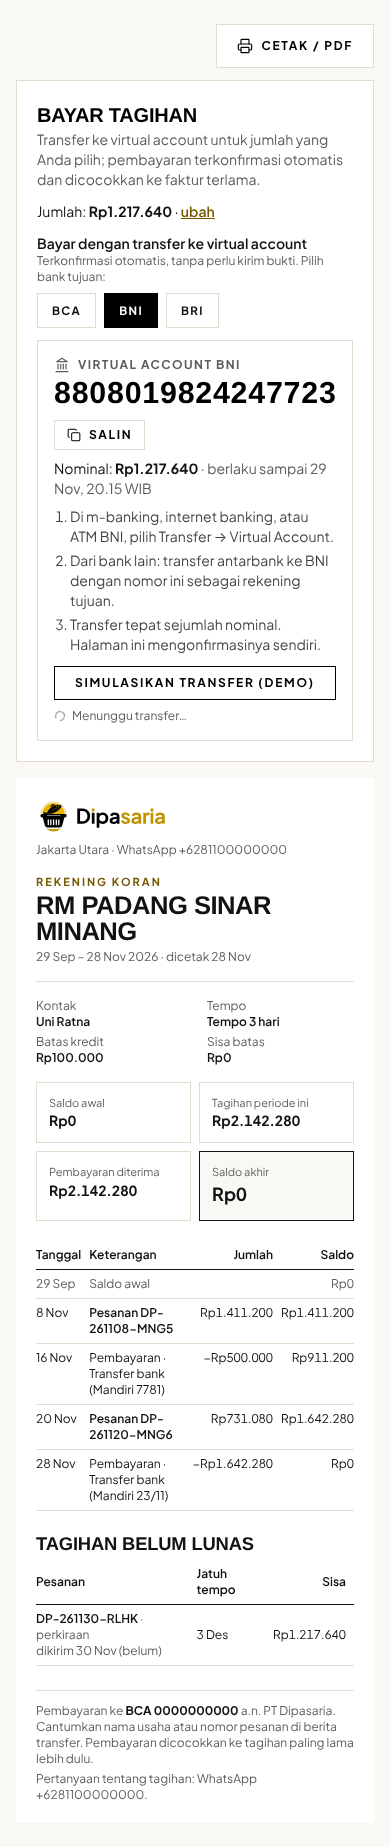 CETAK / PDF
BAYAR TAGIHAN
Transfer ke virtual account untuk jumlah yang
Anda pilih; pembayaran terkonfirmasi otomatis
dan dicocokkan ke faktur terlama.
Jumlah: Rp1.217.640 · ubah
Bayar dengan transfer ke virtual account
Terkonfirmasi otomatis, tanpa perlu kirim bukti. Pilih
bank tujuan:
BCA BNI BRI
VIRTUAL ACCOUNT BNI
8808019824247723
SALIN
Nominal: Rp1.217.640 · berlaku sampai 29
Nov, 20.15 WIB
1. Di m-banking, internet banking, atau
ATM BNI, pilih Transfer → Virtual Account.
2. Dari bank lain: transfer antarbank ke BNI
dengan nomor ini sebagai rekening
tujuan.
3. Transfer tepat sejumlah nominal.
Halaman ini mengonfirmasinya sendiri.
SIMULASIKAN TRANSFER (DEMO)
Menunggu transfer…
Dipasaria
Jakarta Utara · WhatsApp +6281100000000
REKENING KORAN
RM PADANG SINAR
MINANG
29 Sep – 28 Nov 2026 · dicetak 28 Nov
Kontak Tempo
Uni Ratna Tempo 3 hari
Batas kredit Sisa batas
Rp100.000 Rp0
Saldo awal Tagihan periode ini
Rp0 Rp2.142.280
Pembayaran diterima Saldo akhir
Rp2.142.280 Rp0
Tanggal Keterangan Jumlah Saldo
29 Sep Saldo awal Rp0
8 Nov Pesanan DP- Rp1.411.200 Rp1.411.200
261108-MNG5
16 Nov Pembayaran · −Rp500.000 Rp911.200
Transfer bank
(Mandiri 7781)
20 Nov Pesanan DP- Rp731.080 Rp1.642.280
261120-MNG6
28 Nov Pembayaran · −Rp1.642.280 Rp0
Transfer bank
(Mandiri 23/11)
TAGIHAN BELUM LUNAS
Pesanan Jatuh tempo Sisa
DP-261130-RLHK ·
perkiraan 3 Des Rp1.217.640
dikirim 30 Nov (belum)
Pembayaran ke BCA 0000000000 a.n. PT Dipasaria.
Cantumkan nama usaha atau nomor pesanan di berita
transfer. Pembayaran dicocokkan ke tagihan paling lama
lebih dulu.
Pertanyaan tentang tagihan: WhatsApp
+6281100000000.